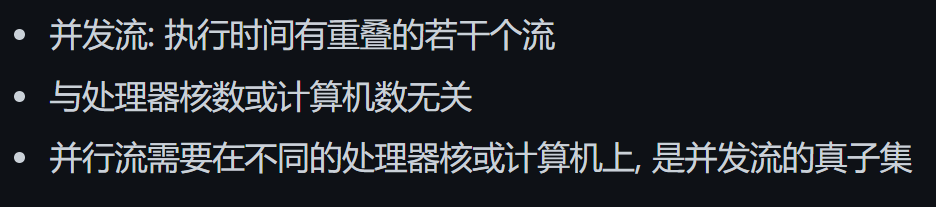 并发流: 执行时间有重叠的若干个流
与处理器核数或计算机数无关
并行流需要在不同的处理器核或计算机上, 是并发流的真子集